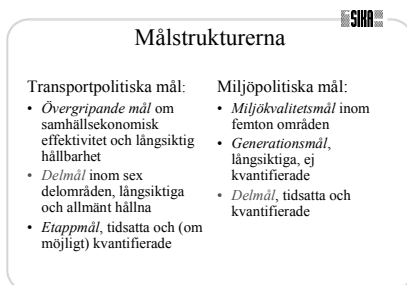 SIKA
Målstrukturerna
Transportpolitiska mål:
• Övergripande mål om
samhällsekonomisk
effektivitet och långsiktig
hållbarhet
• Delmål inom sex
delområden, långsiktiga
och allmänt hållna
• Etappmål, tidsatta och (om
möjligt) kvantifierade
Miljöpolitiska mål:
• Miljökvalitetsmål inom
femton områden
• Generationsmål,
långsiktiga, ej
kvantifierade
• Delmål, tidsatta och
kvantifierade